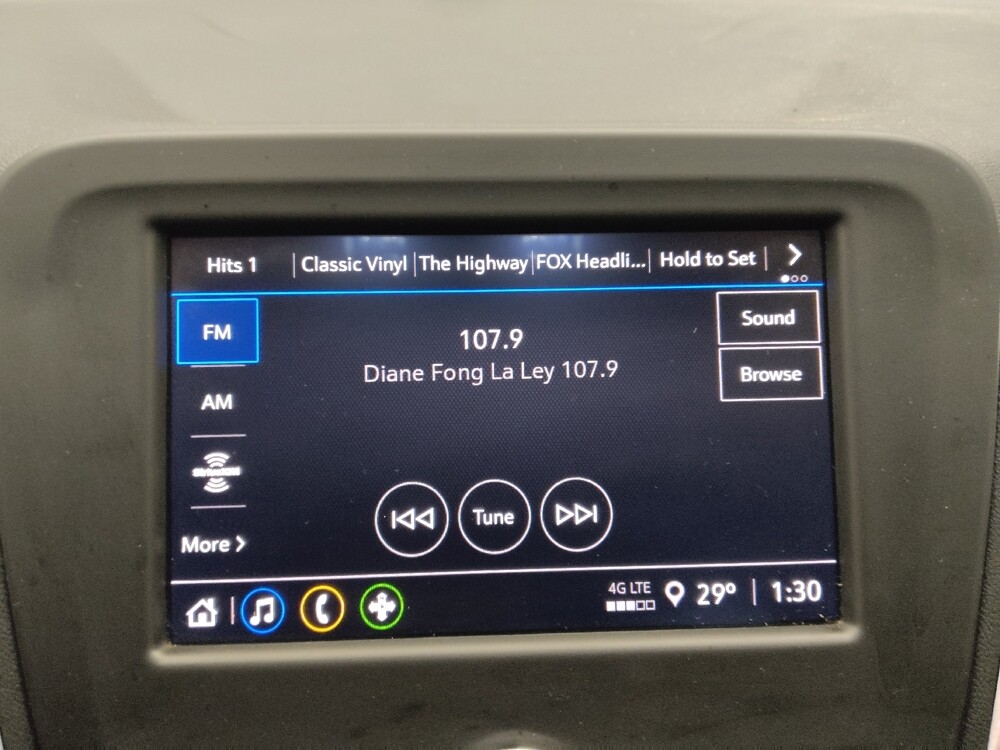 Hits 1 Classic Vinyl The Highway FOX Headli... Hold to Set
FM
107.9
Sound
Diane Fong La Ley 107.9
Browse
AM
SiriusXM
Tune
More
4G LTE
29° 1:30